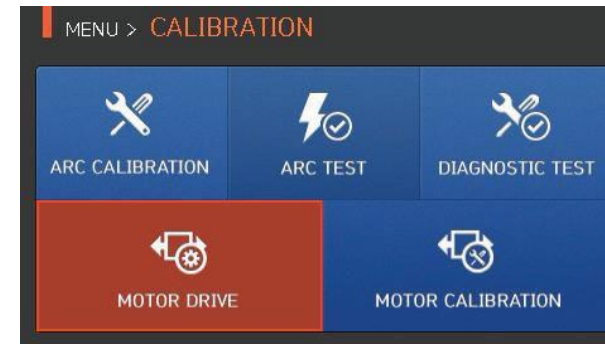 MENU > CALIBRATION
ARC CALIBRATION ARC TEST DIAGNOSTIC TEST
MOTOR DRIVE MOTOR CALIBRATION